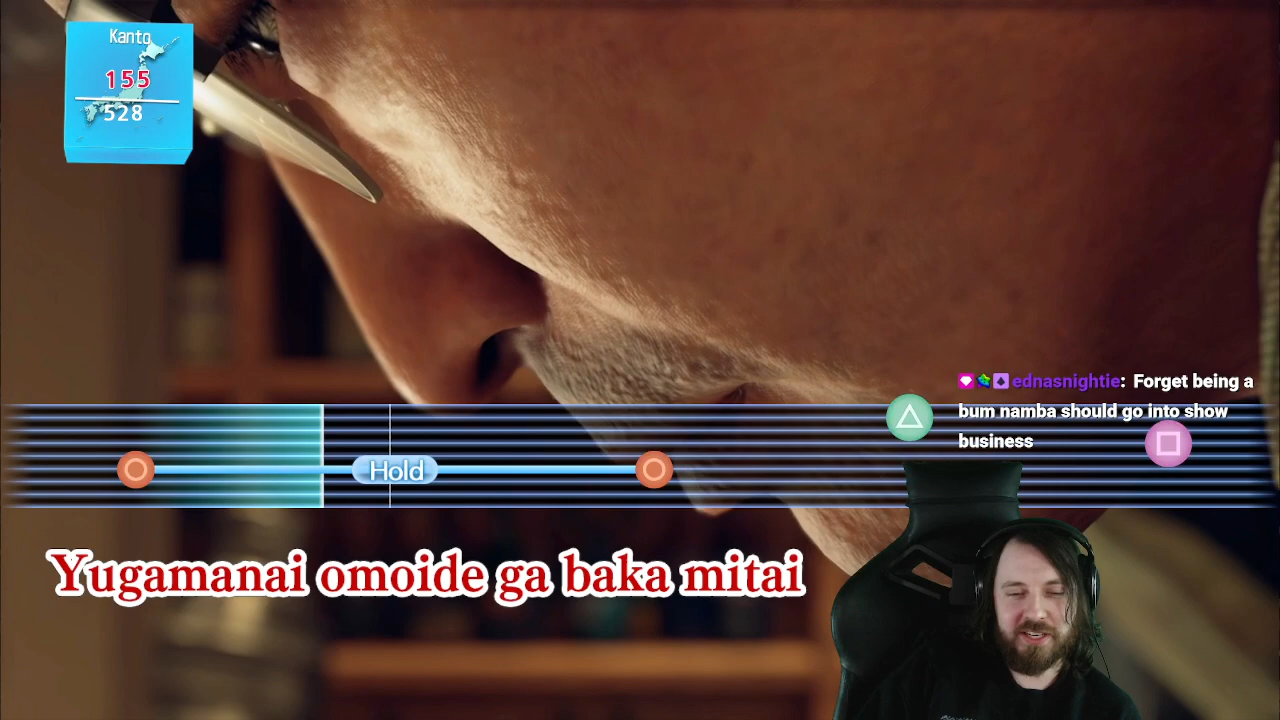 Kanto
155
528
ednasnightie: Forget being a
bum namba should go into show
business
Hold
Yugamanai omoide ga baka mitai